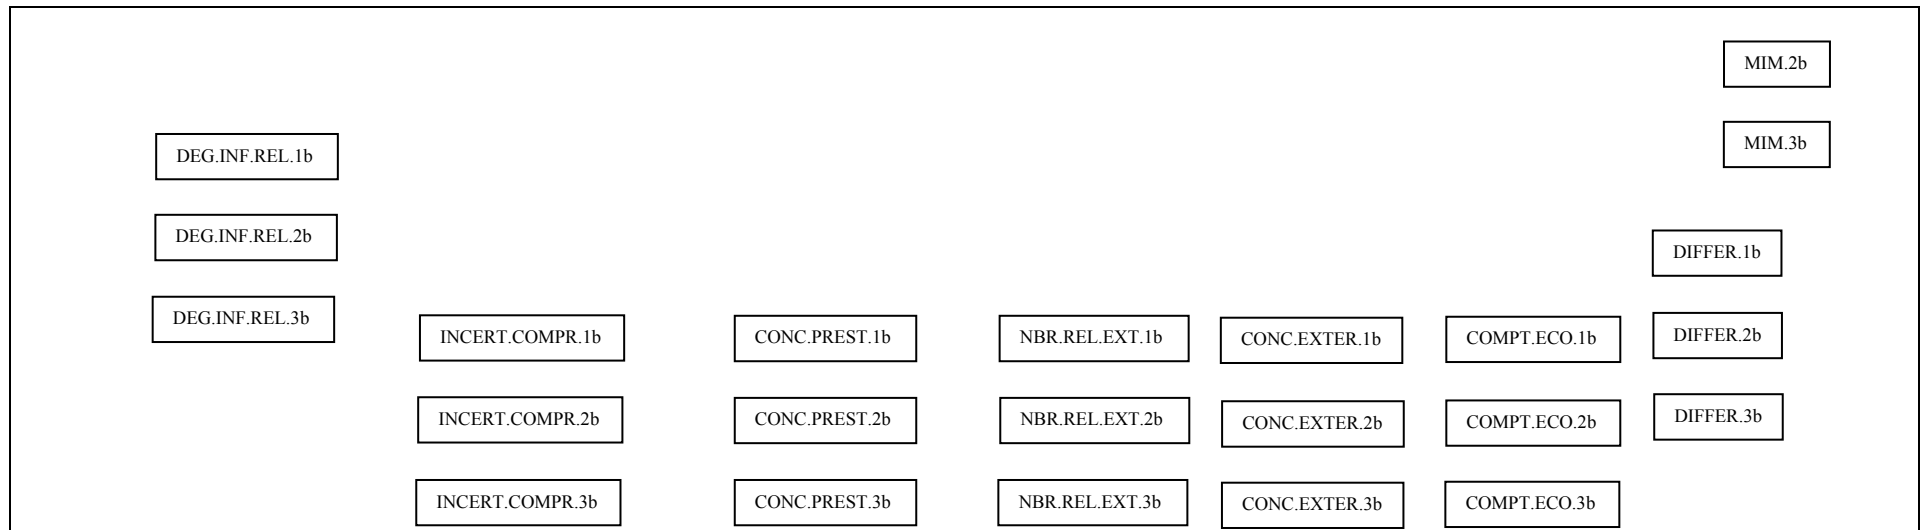 MIM.2b
MIM.3b
DEG.INF.REL.1b
DEG.INF.REL.2b
DEG.INF.REL.3b
DIFFER.1b
DIFFER.2b
DIFFER.3b
INCERT.COMPR.1b
CONC.PREST.1b
NBR.REL.EXT.1b
CONC.EXTER.1b
COMPT.ECO.1b
INCERT.COMPR.2b
CONC.PREST.2b
NBR.REL.EXT.2b
CONC.EXTER.2b
COMPT.ECO.2b
INCERT.COMPR.3b
CONC.PREST.3b
NBR.REL.EXT.3b
CONC.EXTER.3b
COMPT.ECO.3b